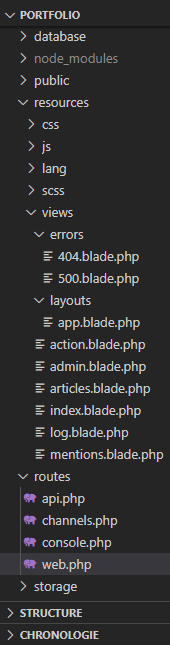 PORTFOLIO
database
node_modules
public
resources
css
js
lang
scss
views
errors
404.blade.php
500.blade.php
layouts
app.blade.php
action.blade.php
admin.blade.php
articles.blade.php
index.blade.php
log.blade.php
mentions.blade.php
routes
api.php
channels.php
console.php
web.php
storage
STRUCTURE
CHRONOLOGIE